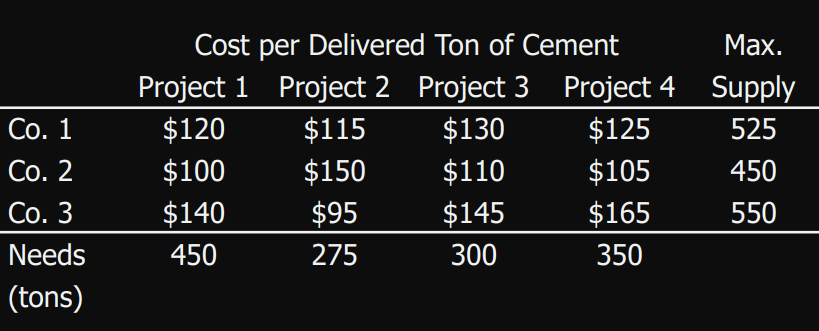 Cost per Delivered Ton of Cement Max.
Project 1 Project 2 Project 3 Project 4 Supply
Co. 1 $120 $115 $130 $125 525
Co. 2 $100 $150 $110 $105 450
Co. 3 $140 $95 $145 $165 550
Needs 450 275 300 350
(tons)